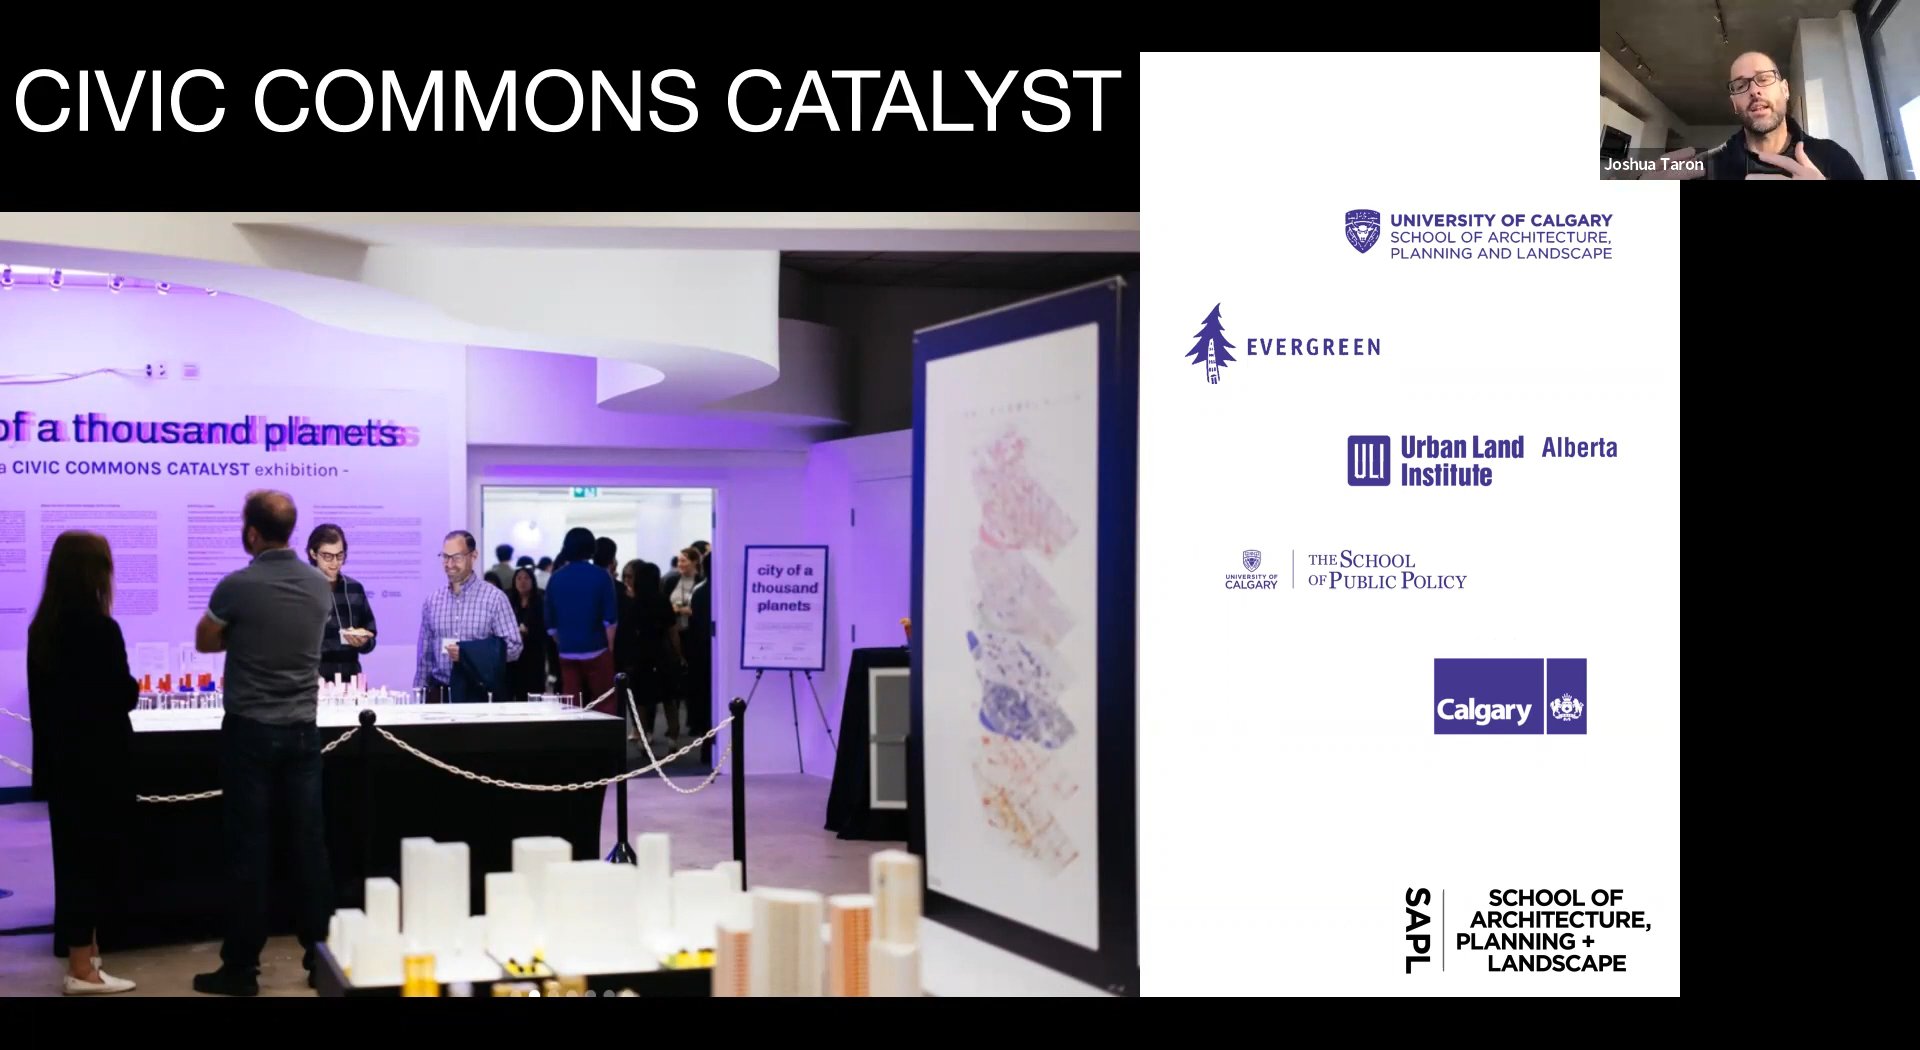 CIVIC COMMONS CATALYST
Joshua Taron
UNIVERSITY OF CALGARY
SCHOOL OF ARCHITECTURE,
PLANNING AND LANDSCAPE
EVERGREEN
ULI Urban Land Institute Alberta
UNIVERSITY OF
CALGARY
THE SCHOOL
OF PUBLIC POLICY
Calgary
SAPL
SCHOOL OF
ARCHITECTURE,
PLANNING +
LANDSCAPE
of a thousand planets
a CIVIC COMMONS CATALYST exhibition -
city of a
thousand
planets